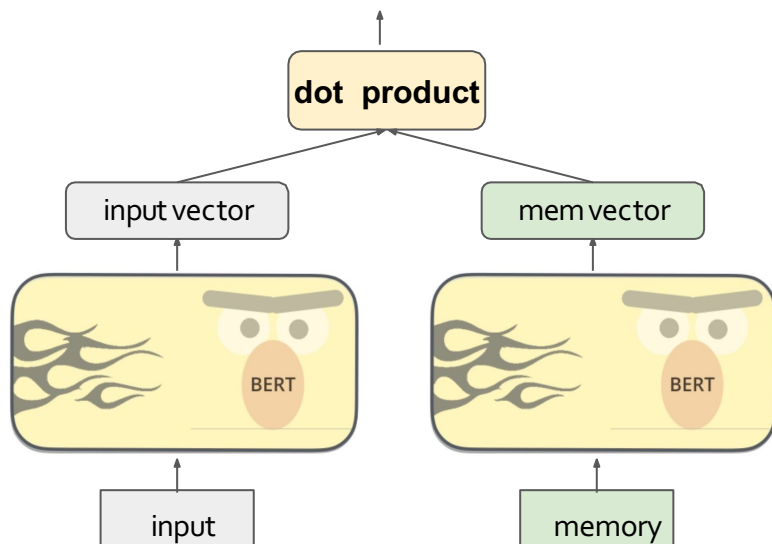 dot product
input vector
mem vector
BERT
BERT
input
memory